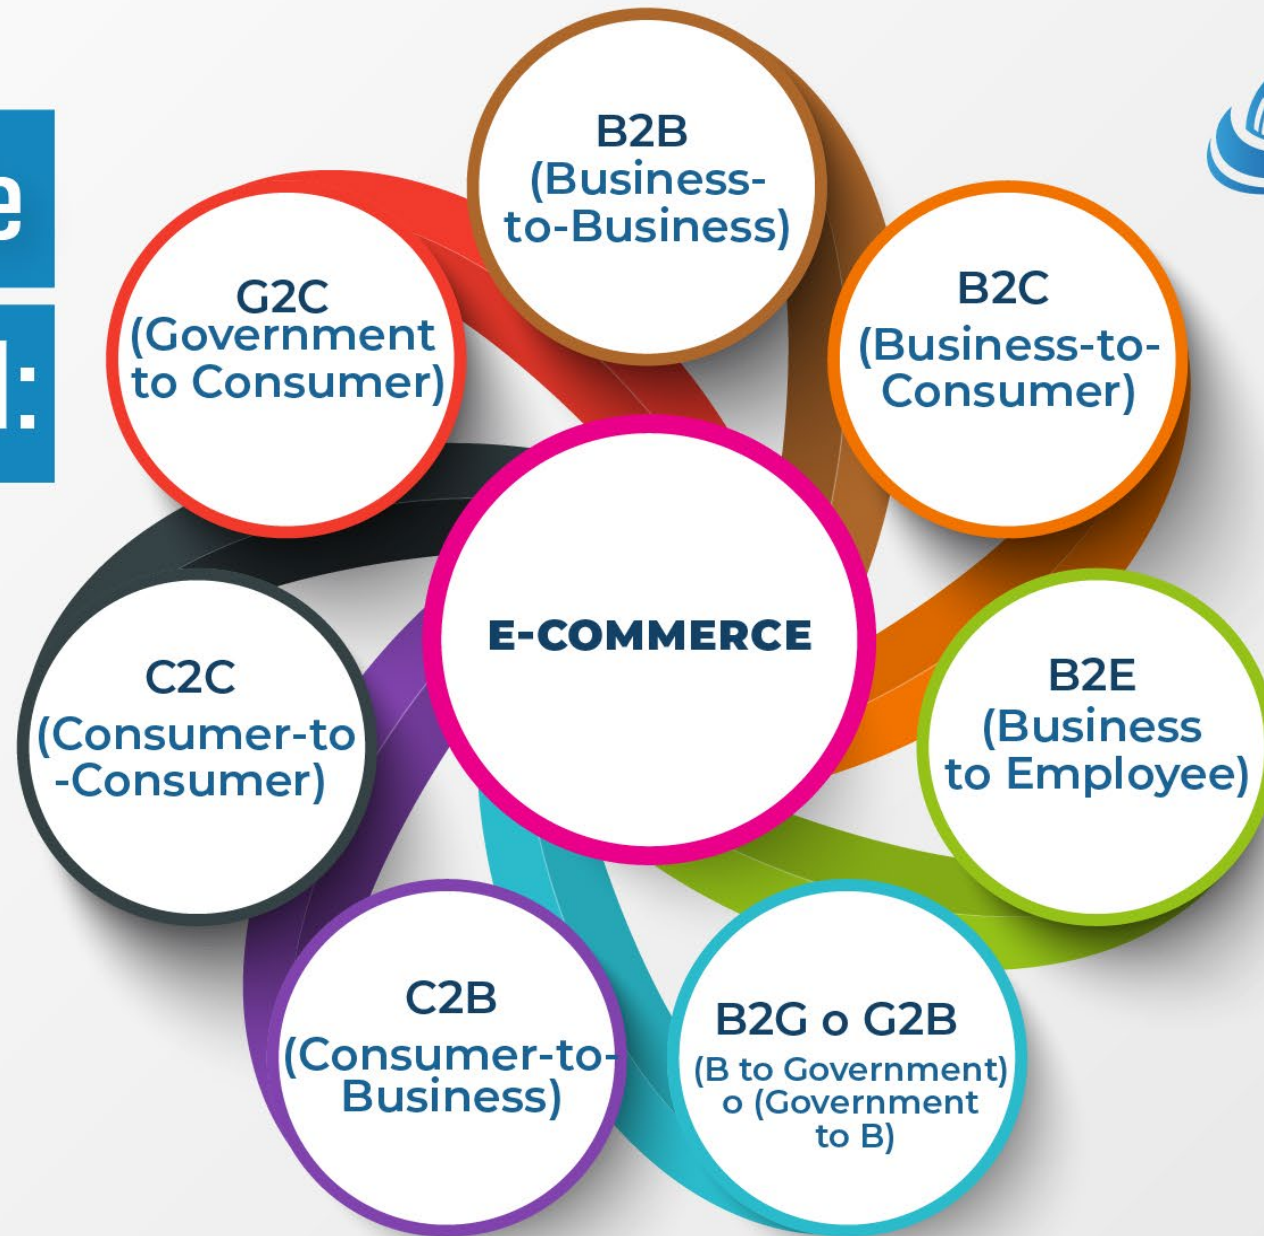 B2B
(Business-
to-Business)
B2C
(Business-to-
Consumer)
B2E
(Business
to Employee)
B2G o G2B
(B to Government)
o (Government
to B)
C2B
(Consumer-to-
Business)
C2C
(Consumer-to
-Consumer)
G2C
(Government
to Consumer)
E-COMMERCE